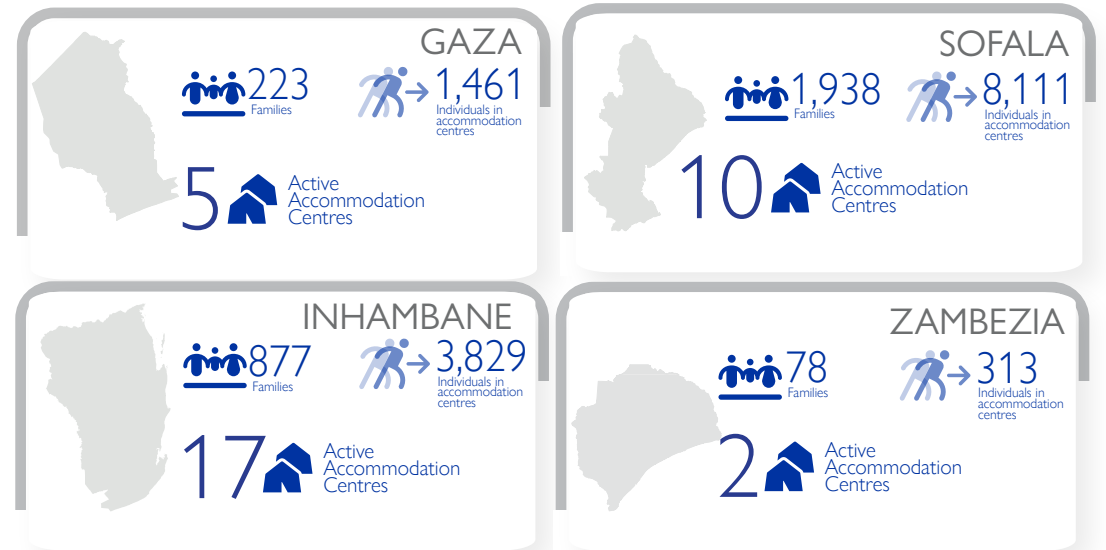 GAZA
223
Families
1,461
Individuals in
accommodation
centres
5
Active
Accommodation
Centres
SOFALA
1,938
Families
8,111
Individuals in
accommodation
centres
10
Active
Accommodation
Centres
INHAMBANE
877
Families
3,829
Individuals in
accommodation
centres
17
Active
Accommodation
Centres
ZAMBEZIA
78
Families
313
Individuals in
accommodation
centres
2
Active
Accommodation
Centres